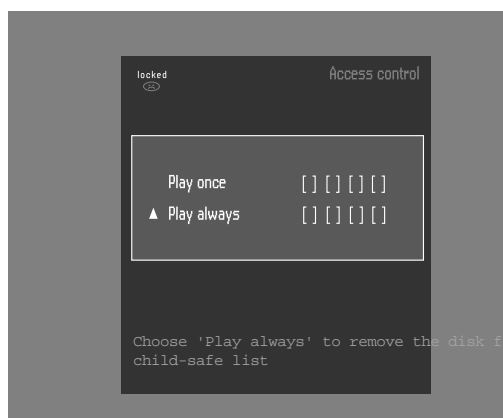 locked
Access control
Play once [ ] [ ] [ ] [ ]
▲ Play always [ ] [ ] [ ] [ ]
Choose 'Play always' to remove the disk f
child-safe list